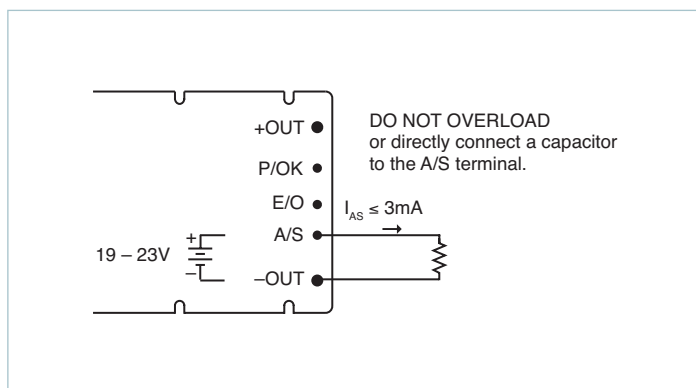 +OUT
DO NOT OVERLOAD
or directly connect a capacitor
to the A/S terminal.
P/OK
E/O
I_AS ≤ 3mA
A/S
+
19 – 23V
–
–OUT